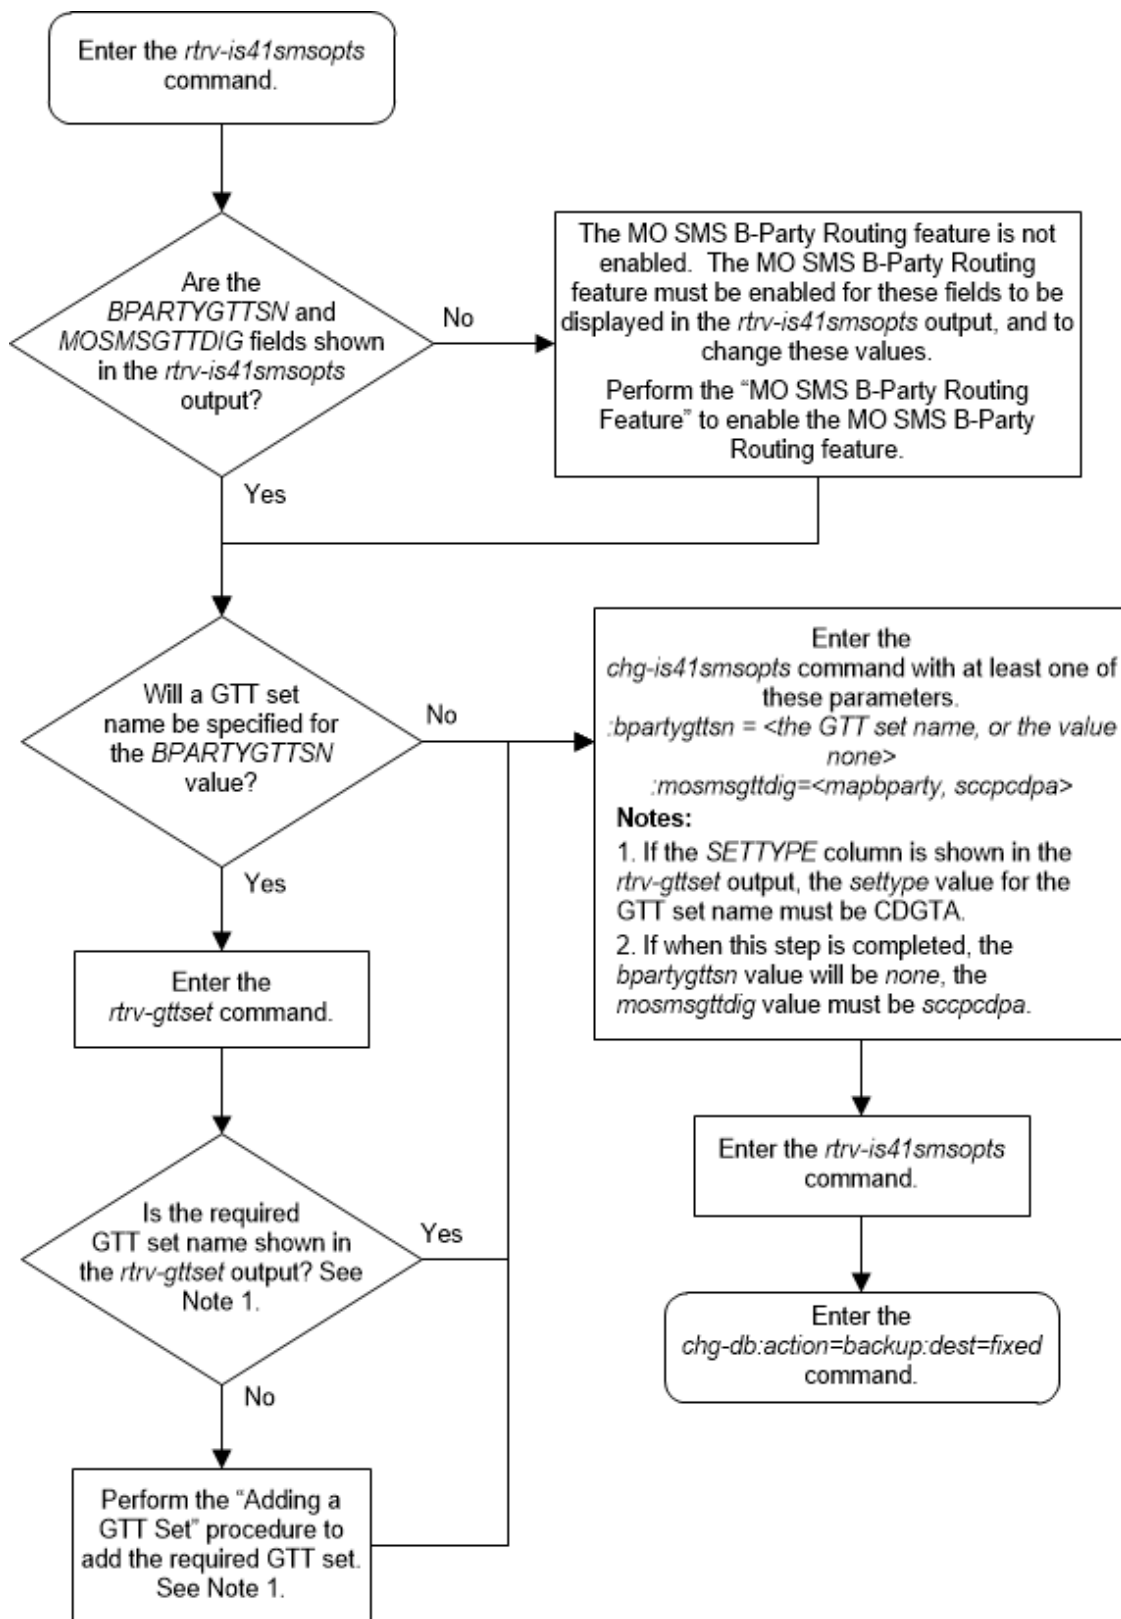 Enter the rtrv-is41smsopts
command.
Are the
BPARTYGTTSN and
MOSMSGTTDIG fields shown
in the rtrv-is41smsopts
output?
No
The MO SMS B-Party Routing feature is not
enabled. The MO SMS B-Party Routing
feature must be enabled for these fields to be
displayed in the rtrv-is41smsopts output, and to
change these values.
Perform the “MO SMS B-Party Routing
Feature” to enable the MO SMS B-Party
Routing feature.
Yes
Will a GTT set
name be specified for
the BPARTYGTTSN
value?
No
Enter the
chg-is41smsopts command with at least one of
these parameters.
:bpartygttsn = <the GTT set name, or the value
none>
:mosmsgttdig=<mapbparty, sccpcdpa>
Notes:
1. If the SETTYPE column is shown in the
rtrv-gttset output, the settype value for the
GTT set name must be CDGTA.
2. If when this step is completed, the
bpartygttsn value will be none, the
mosmsgttdig value must be sccpcdpa.
Yes
Enter the
rtrv-gttset command.
Is the required
GTT set name shown in
the rtrv-gttset output? See
Note 1.
Yes
No
Perform the “Adding a
GTT Set” procedure to
add the required GTT set.
See Note 1.
Enter the rtrv-is41smsopts
command.
Enter the
chg-db:action=backup:dest=fixed
command.